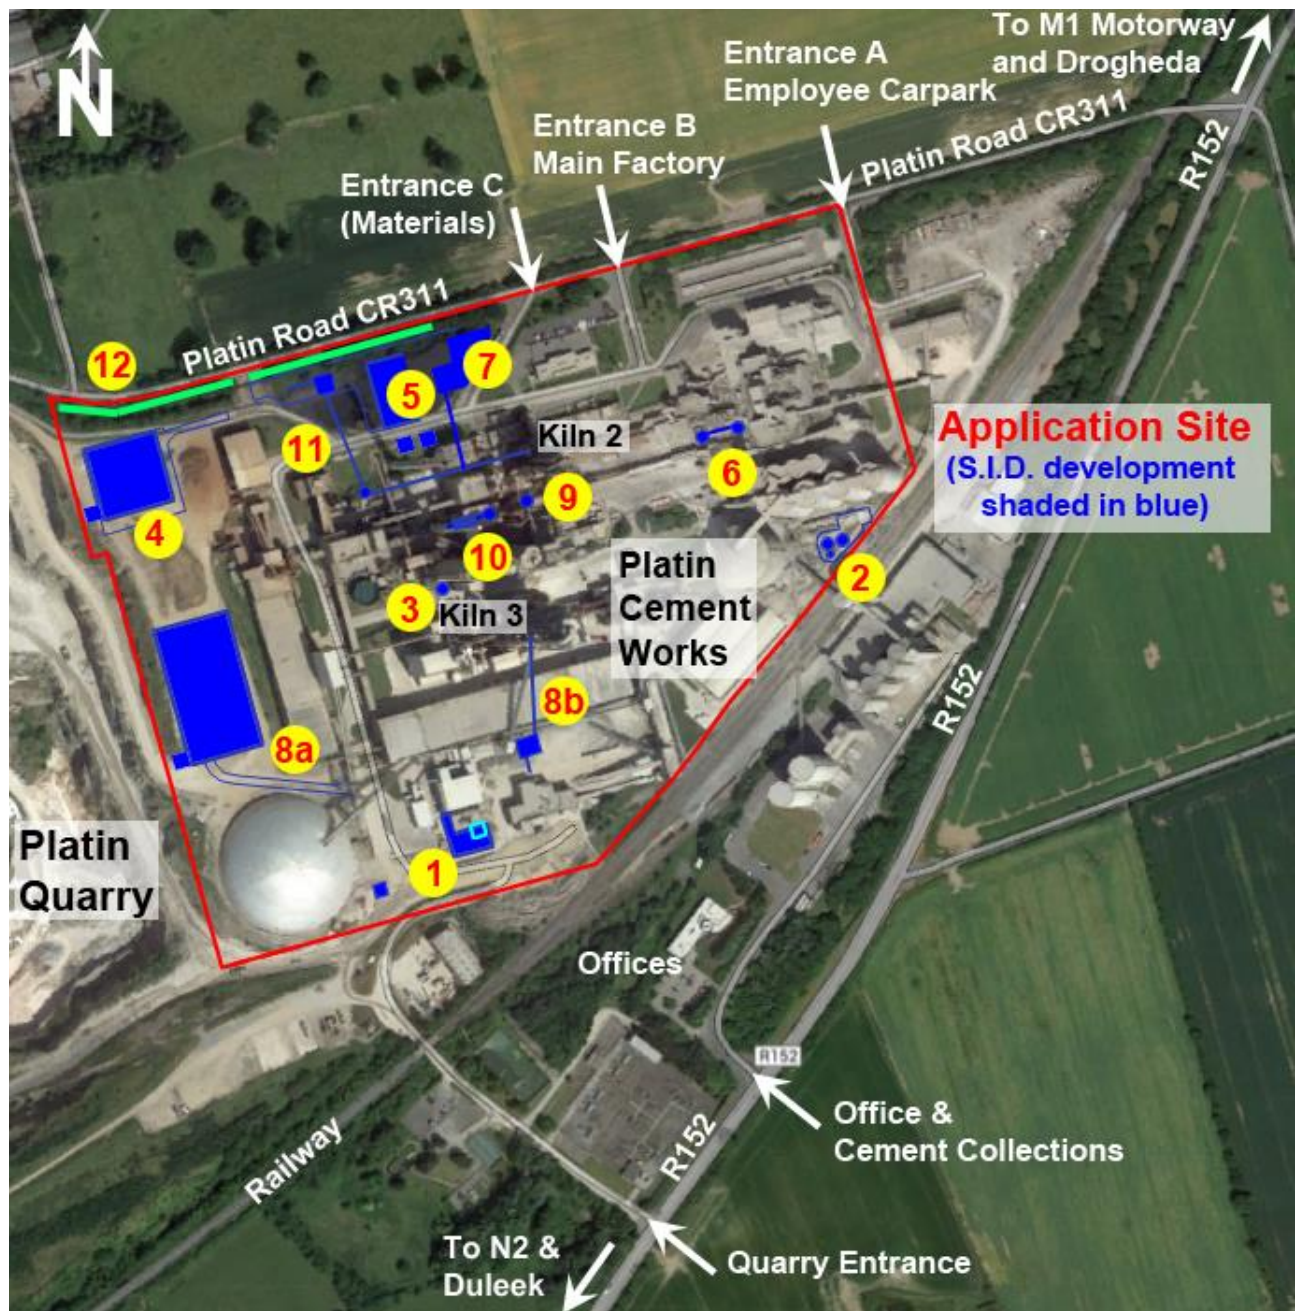 To M1 Motorway
and Drogheda
Entrance A
Employee Carpark
N
Entrance B
Main Factory
Platin Road CR311
R152
Entrance C
(Materials)
Platin Road CR311
12
7
5
Application Site
(S.I.D. development
shaded in blue)
Kiln 2
11
6
9
4
10
2
Platin
Cement
Works
3
Kiln 3
8b
R152
8a
Platin
Quarry
1
Offices
R152
Office &
Cement Collections
R152
Railway
To N2 &
Duleek
Quarry Entrance